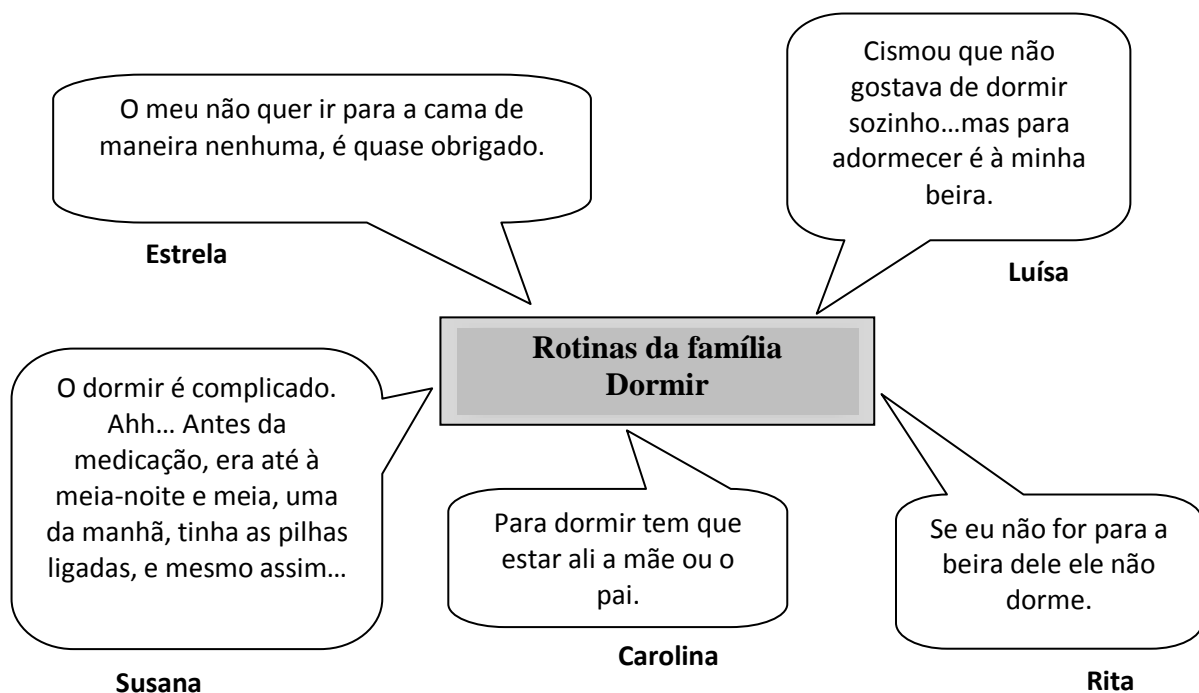 O meu não quer ir para a cama de
maneira nenhuma, é quase obrigado.
Estrela
Cismou que não
gostava de dormir
sozinho…mas para
adormecer é à minha
beira.
Luísa
Rotinas da família
Dormir
O dormir é complicado.
Ahh… Antes da
medicação, era até à
meia-noite e meia, uma
da manhã, tinha as pilhas
ligadas, e mesmo assim…
Susana
Para dormir tem que
estar ali a mãe ou o
pai.
Carolina
Se eu não for para a
beira dele ele não
dorme.
Rita